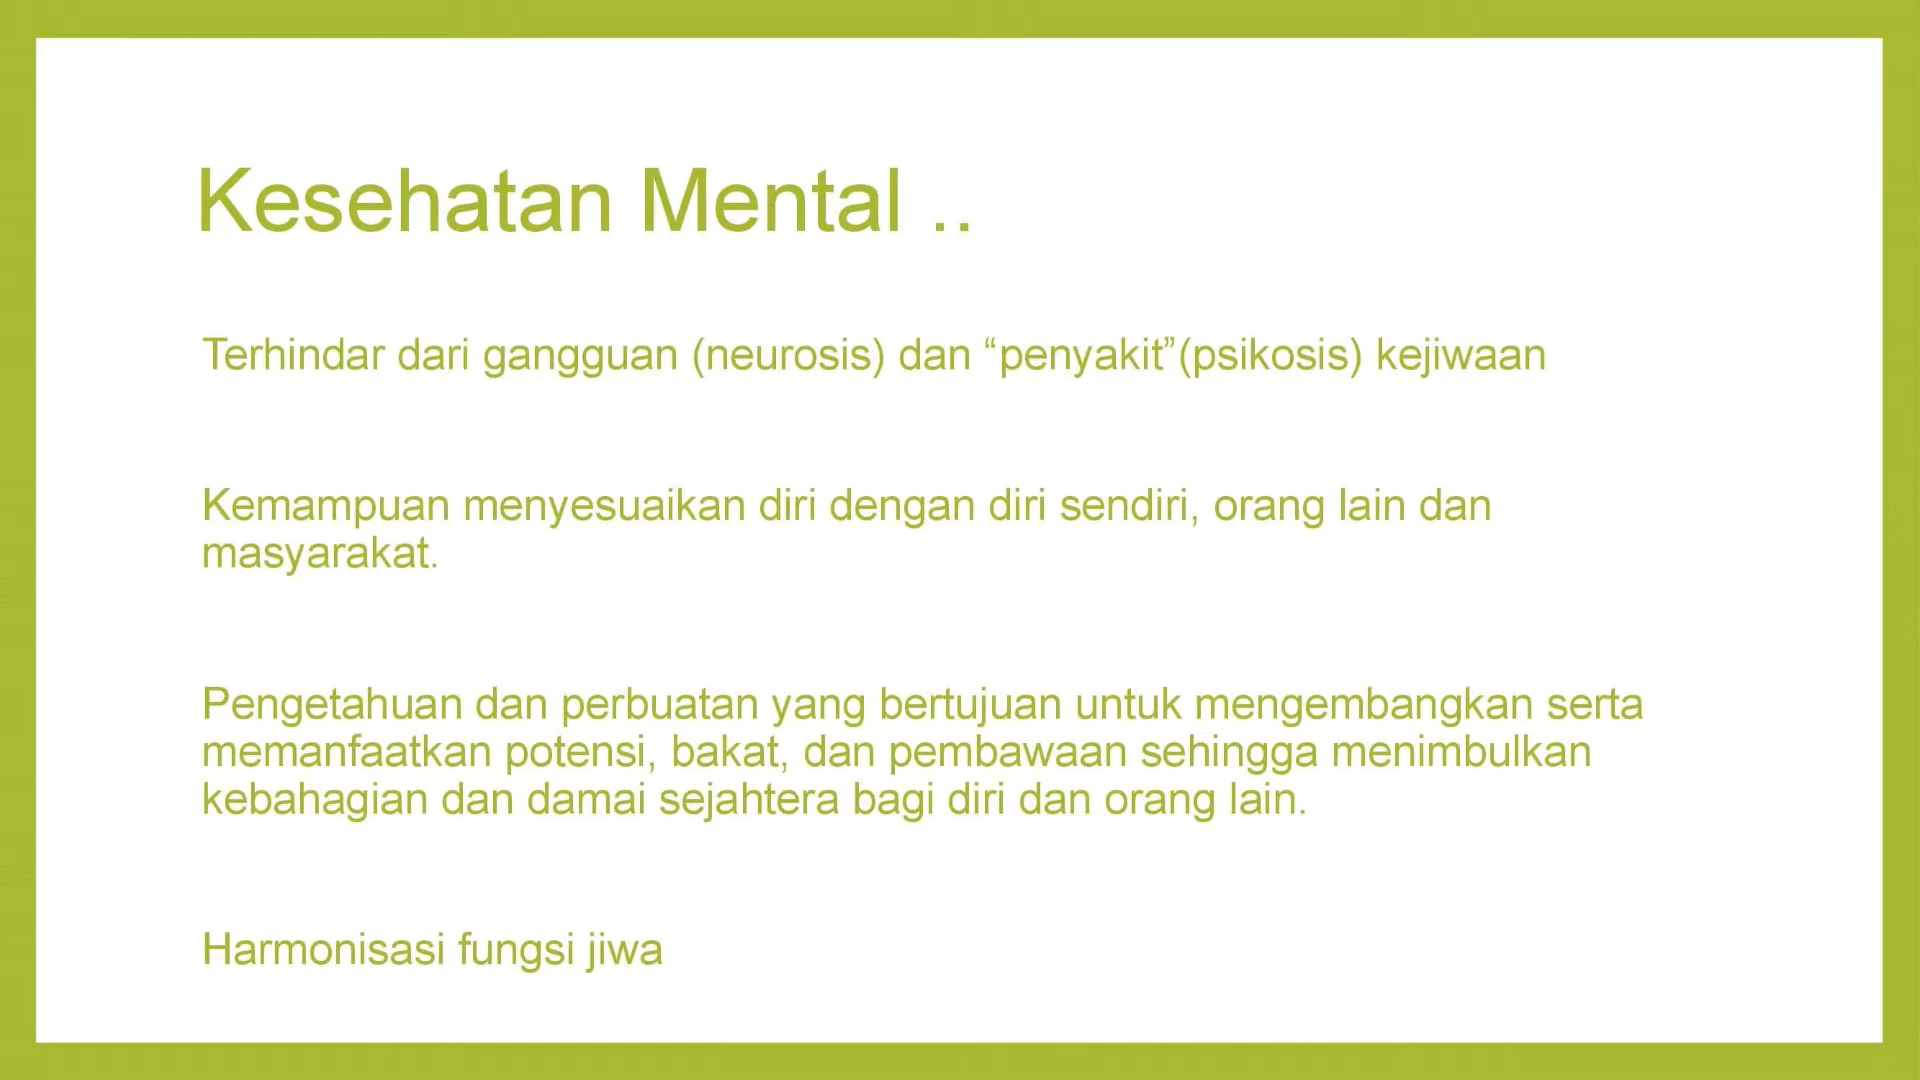 Kesehatan Mental ..
Terhindar dari gangguan (neurosis) dan “penyakit”(psikosis) kejiwaan
Kemampuan menyesuaikan diri dengan diri sendiri, orang lain dan
masyarakat.
Pengetahuan dan perbuatan yang bertujuan untuk mengembangkan serta
memanfaatkan potensi, bakat, dan pembawaan sehingga menimbulkan
kebahagian dan damai sejahtera bagi diri dan orang lain.
Harmonisasi fungsi jiwa